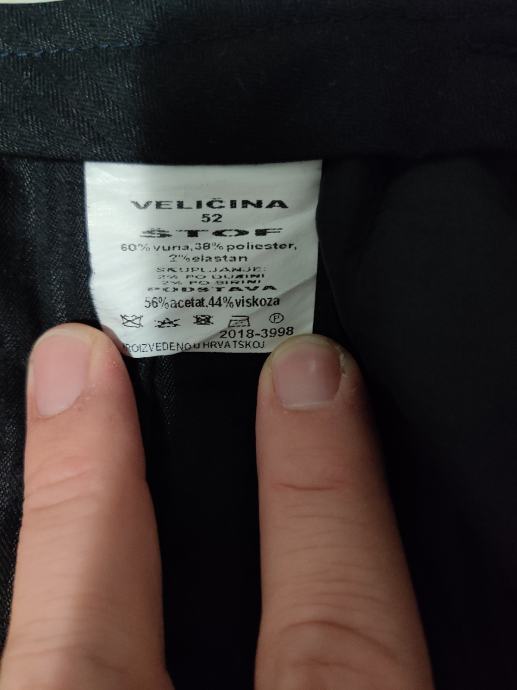 VELIČINA
52
ŠTOF
60% vuna,38% poliester,
2% elastan
SKUPLJANJE:
2% PO DUŽINI
2% PO ŠIRINI
PODSTAVA
56%acetat.44%viskoza
P
2018-3998
PROIZVEDENO U HRVATSKOJ